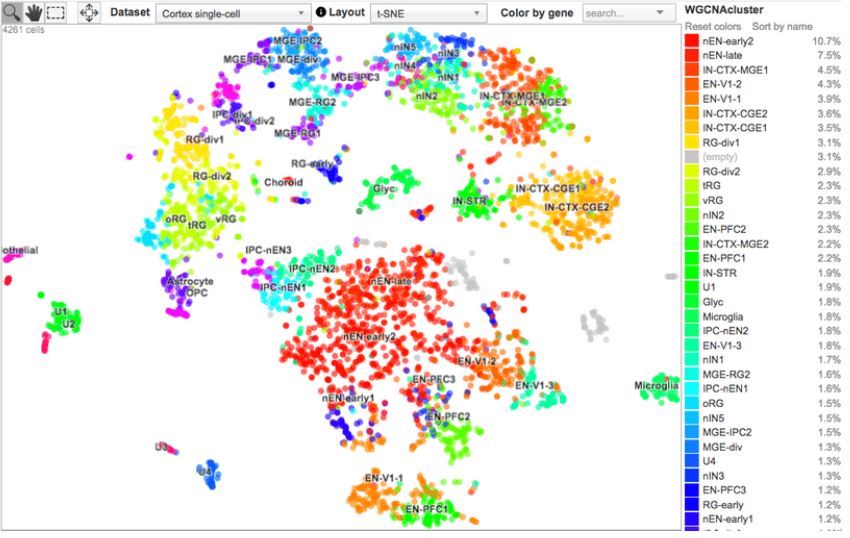 Dataset Cortex single-cell Layout t-SNE Color by gene search...
4261 cells
WGCNAcluster
Reset colors Sort by name
nEN-early2 10.7%
nEN-late 7.5%
IN-CTX-MGE1 4.5%
EN-V1-2 4.3%
EN-V1-1 3.9%
IN-CTX-CGE2 3.6%
IN-CTX-CGE1 3.5%
RG-div1 3.1%
(empty) 3.1%
RG-div2 2.9%
tRG 2.3%
vRG 2.3%
nIN2 2.3%
EN-PFC2 2.3%
IN-CTX-MGE2 2.2%
EN-PFC1 2.2%
IN-STR 1.9%
U1 1.9%
Glyc 1.8%
Microglia 1.8%
IPC-nEN2 1.8%
EN-V1-3 1.8%
nIN1 1.7%
MGE-RG2 1.6%
IPC-nEN1 1.6%
oRG 1.5%
nIN5 1.5%
MGE-IPC2 1.5%
MGE-div 1.3%
U4 1.3%
nIN3 1.3%
EN-PFC3 1.2%
RG-early 1.2%
nEN-early1 1.2%
MGE-IPC2
MGE-IPC1 MGE-div
MGE-IPC3
MGE-RG2
MGE-RG1
nIN5
nIN3
nIN4
nIN1
nIN2
IN-CTX-MGE1
IN-CTX-MGE2
IPC-div1
IPC-div2
RG-div1
RG-early
RG-div2
Choroid
Glyc
IN-STR
IN-CTX-CGE1
IN-CTX-CGE2
oRG
tRG
vRG
othelial
IPC-nEN3
IPC-nEN2
IPC-nEN1
Astrocyte
OPC
nEN-late
U1
U2
nEN-early2
EN-V1-2
EN-PFC3
EN-V1-3
Microglia
nEN-early1
EN-PFC2
U3
U4
EN-V1-1
EN-PFC1